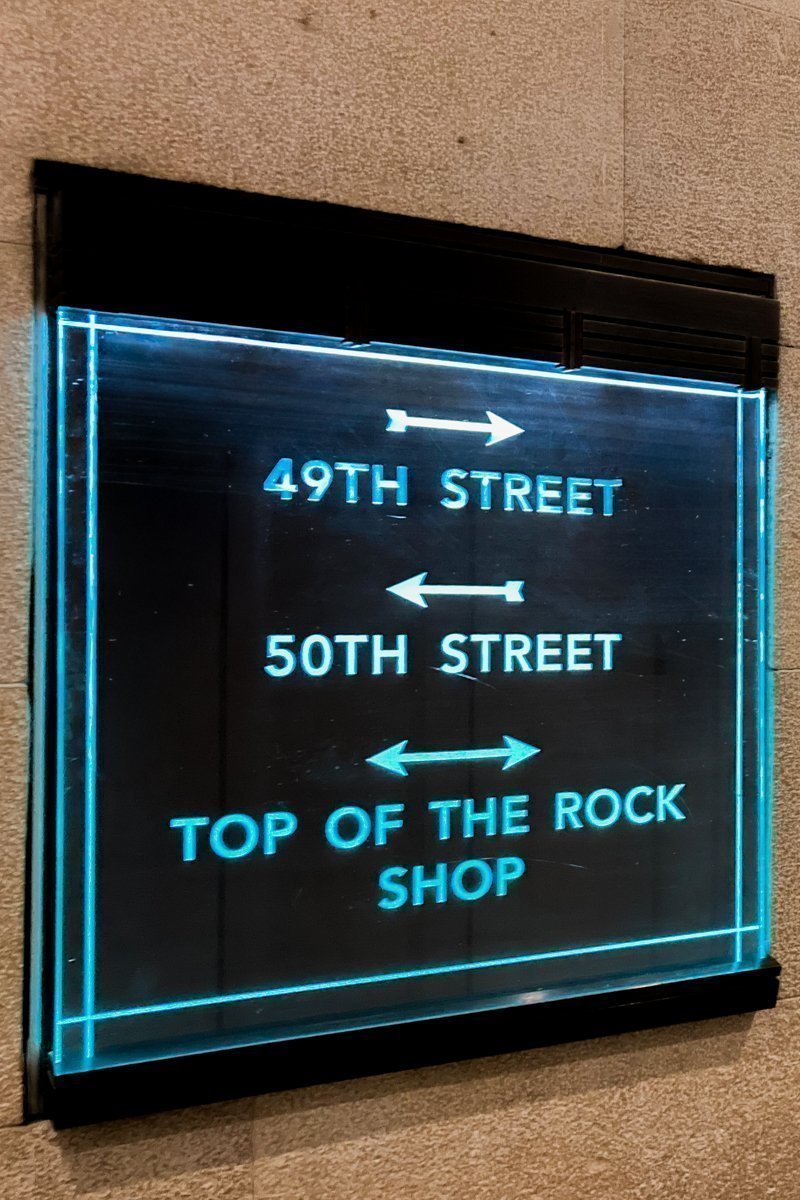 49TH STREET
50TH STREET
TOP OF THE ROCK
SHOP